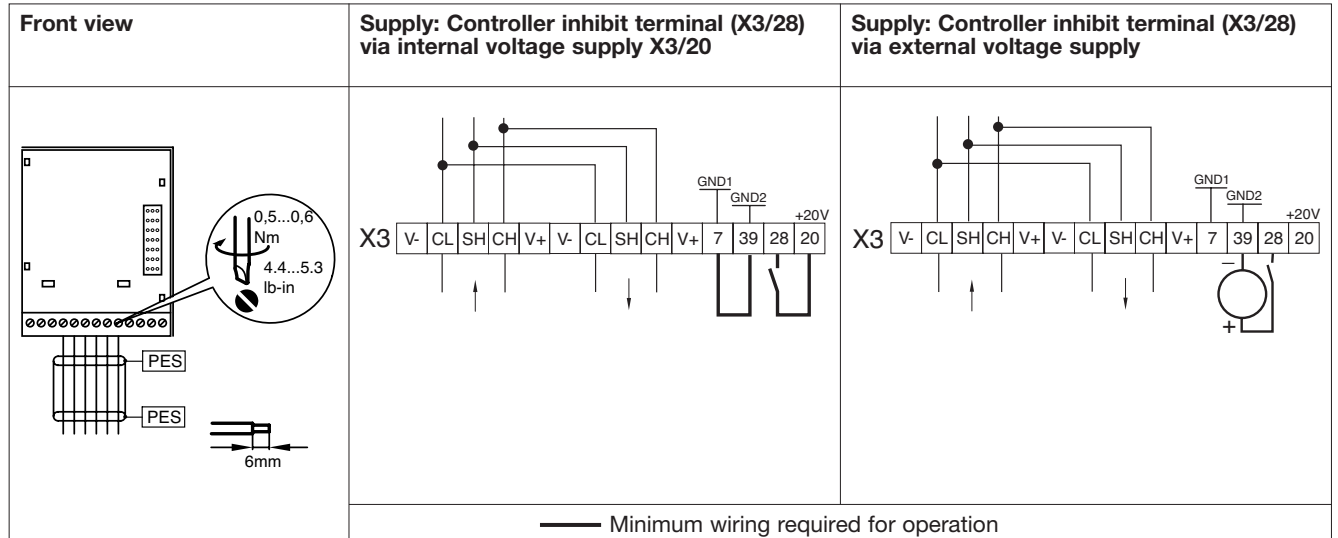 Front view
Supply: Controller inhibit terminal (X3/28)
via internal voltage supply X3/20
Supply: Controller inhibit terminal (X3/28)
via external voltage supply
0,5...0,6
Nm
4.4...5.3
lb-in
PES
PES
6mm
GND1
GND2
+20V
X3 V- CL SH CH V+ V- CL SH CH V+ 7 39 28 20
GND1
GND2
+20V
X3 V- CL SH CH V+ V- CL SH CH V+ 7 39 28 20
–
+
Minimum wiring required for operation